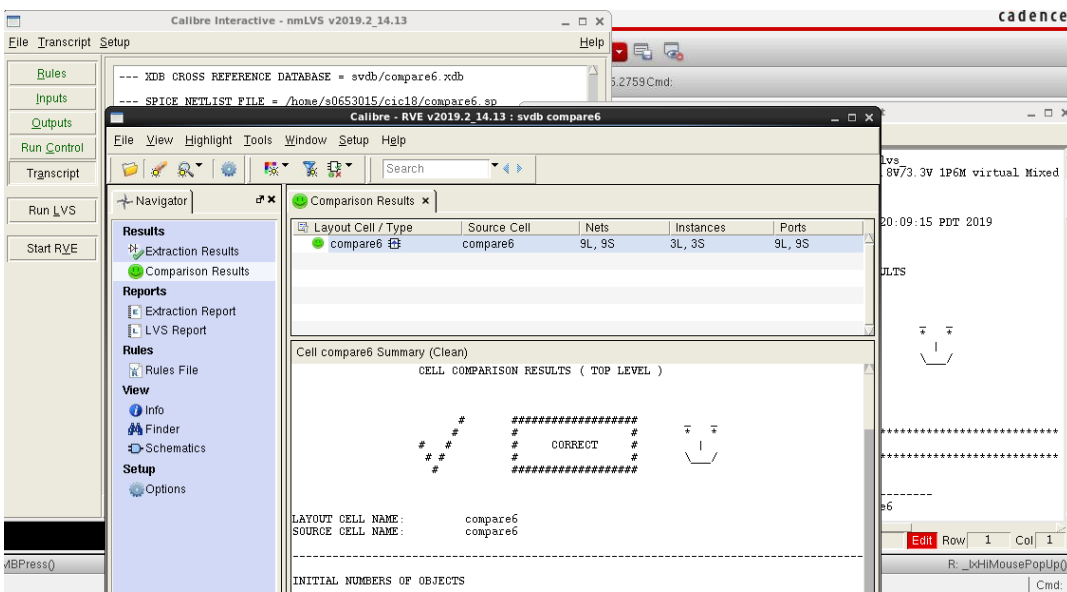 Calibre Interactive - nmLVS v2019.2_14.13
cadence
File Transcript Setup Help
Rules
Inputs
Outputs
Run Control
Transcript
Run LVS
Start RVE
--- XDB CROSS REFERENCE DATABASE = svdb/compare6.xdb
--- SPICE NETLIST FILE = /home/s0653015/cic18/compare6.sp
5.2759 Cmd:
Calibre - RVE v2019.2_14.13 : svdb compare6
File View Highlight Tools Window Setup Help
Search
Navigator
Results
Extraction Results
Comparison Results
Reports
Extraction Report
LVS Report
Rules
Rules File
View
Info
Finder
Schematics
Setup
Options
Comparison Results
Layout Cell / Type Source Cell Nets Instances Ports
compare6 compare6 9L, 9S 3L, 3S 9L, 9S
Cell compare6 Summary (Clean)
CELL COMPARISON RESULTS ( TOP LEVEL )
# ###################
# # #
# # # CORRECT #
# # # #
# ###################
LAYOUT CELL NAME: compare6
SOURCE CELL NAME: compare6
INITIAL NUMBERS OF OBJECTS
lvs_
8V/3.3V 1P6M virtual Mixed
20:09:15 PDT 2019
ULTS
e6
Edit Row 1 Col 1
MBPress()
R: _lxHiMousePopUp()
Cmd: